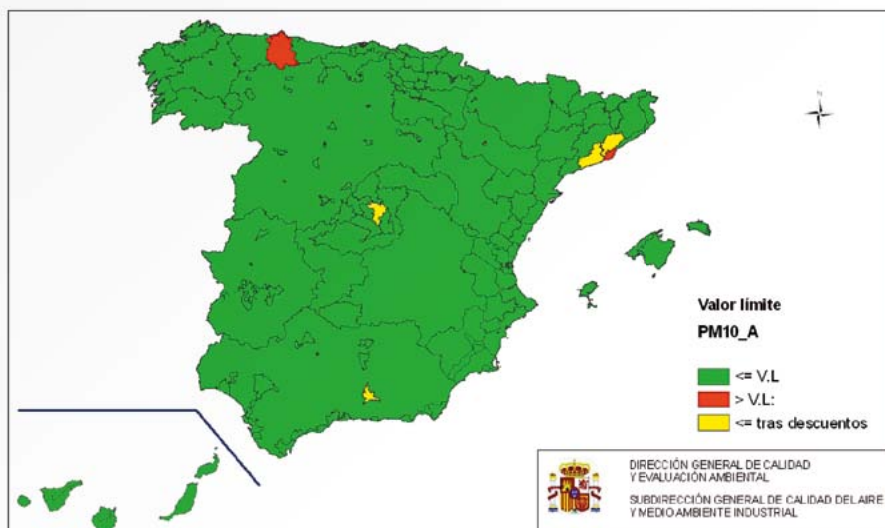 N
Valor límite
PM10_A
<= V.L
> V.L:
<= tras descuentos
DIRECCIÓN GENERAL DE CALIDAD
Y EVALUACIÓN AMBIENTAL
SUBDIRECCIÓN GENERAL DE CALIDAD DEL AIRE
Y MEDIO AMBIENTE INDUSTRIAL